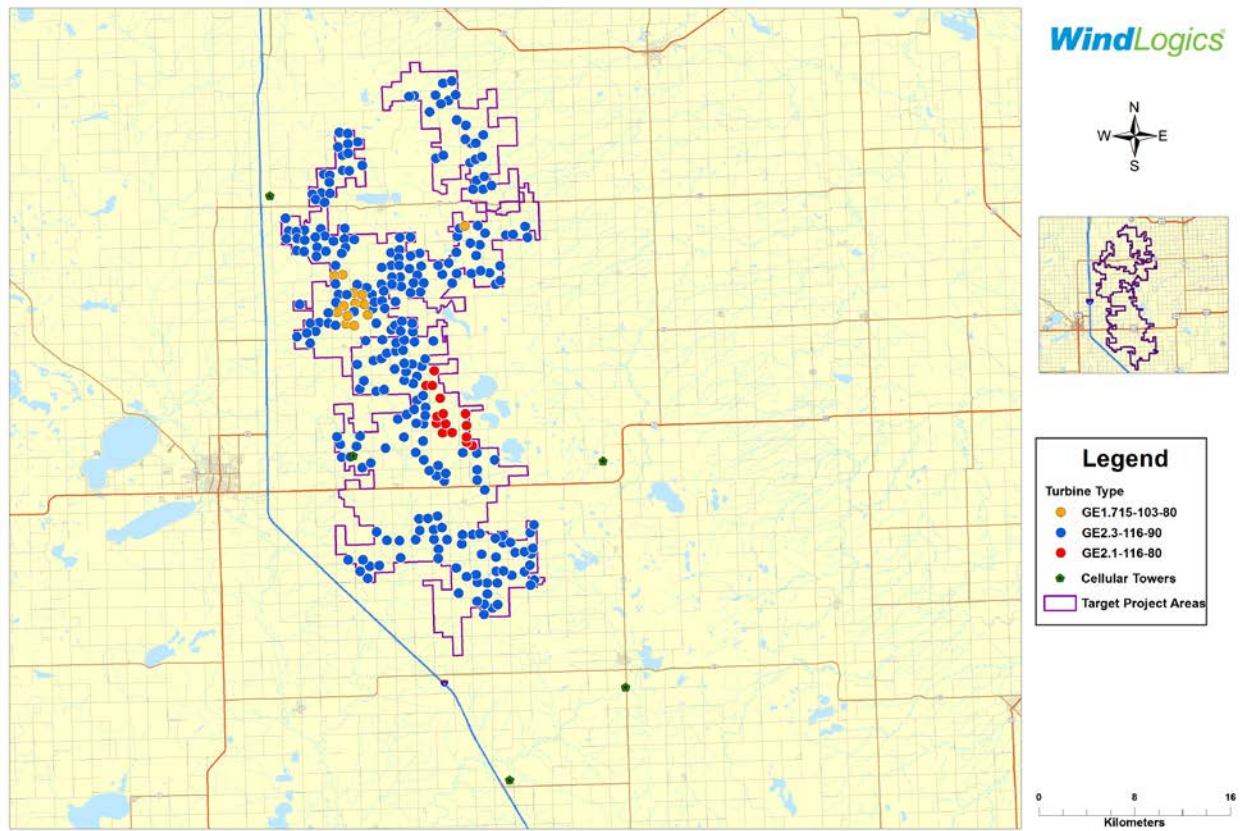 WindLogics
N
W E
S
Legend
Turbine Type
GE1.715-103-80
GE2.3-116-90
GE2.1-116-80
Cellular Towers
Target Project Areas
0 8 16
Kilometers